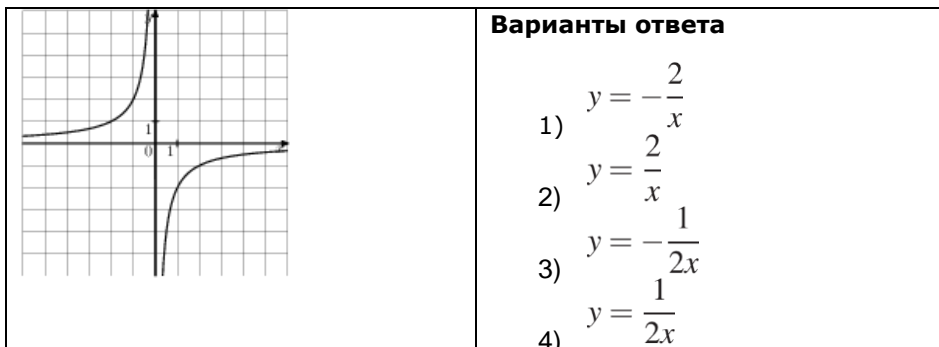 y
1
0 1 x
Варианты ответа
1) y = −2/x
2) y = 2/x
3) y = −1/2x
4) y = 1/2x